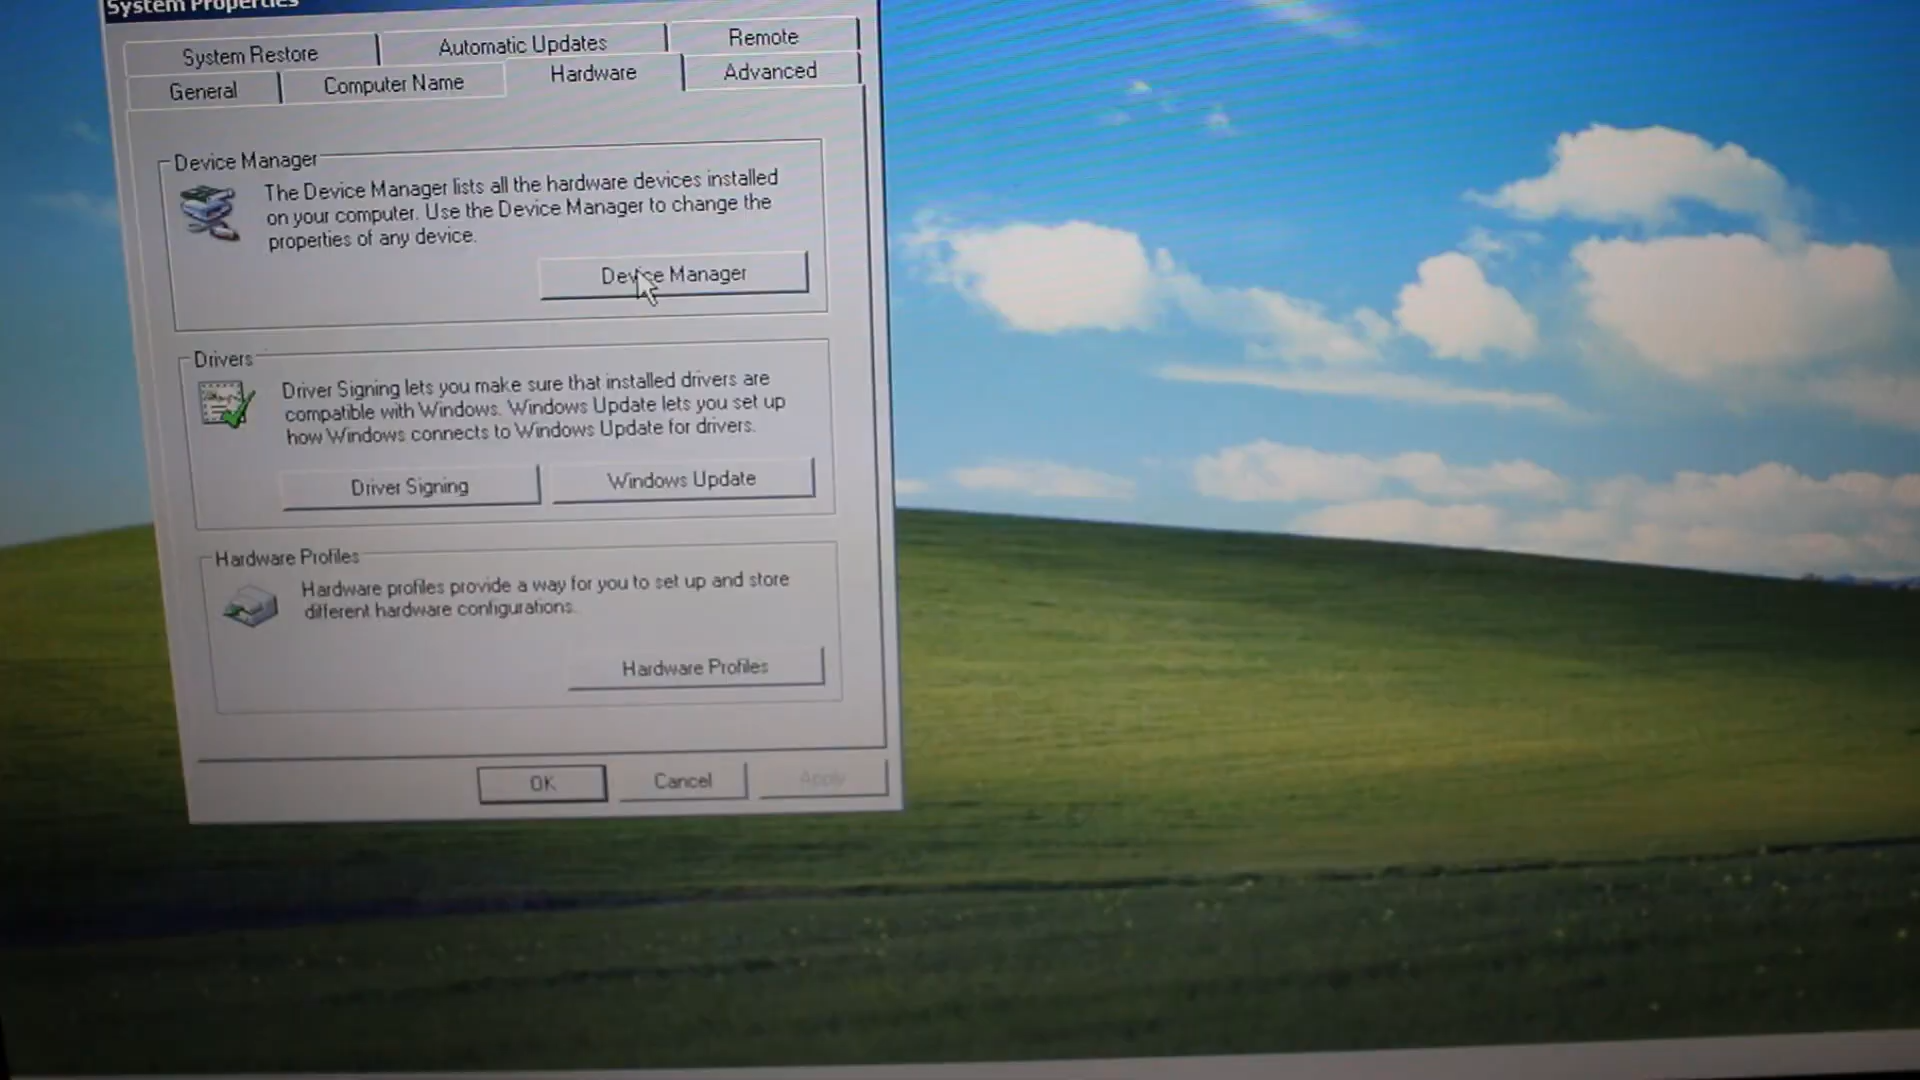 System Properties
System Restore
Automatic Updates
Remote
General
Computer Name
Hardware
Advanced
Device Manager
The Device Manager lists all the hardware devices installed
on your computer. Use the Device Manager to change the
properties of any device.
Device Manager
Drivers
Driver Signing lets you make sure that installed drivers are
compatible with Windows. Windows Update lets you set up
how Windows connects to Windows Update for drivers.
Driver Signing
Windows Update
Hardware Profiles
Hardware profiles provide a way for you to set up and store
different hardware configurations.
Hardware Profiles
OK
Cancel
Apply